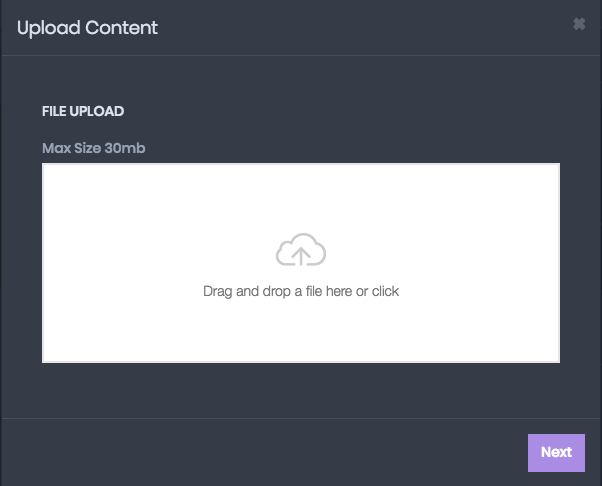 Upload Content
FILE UPLOAD
Max Size 30mb
Drag and drop a file here or click
Next